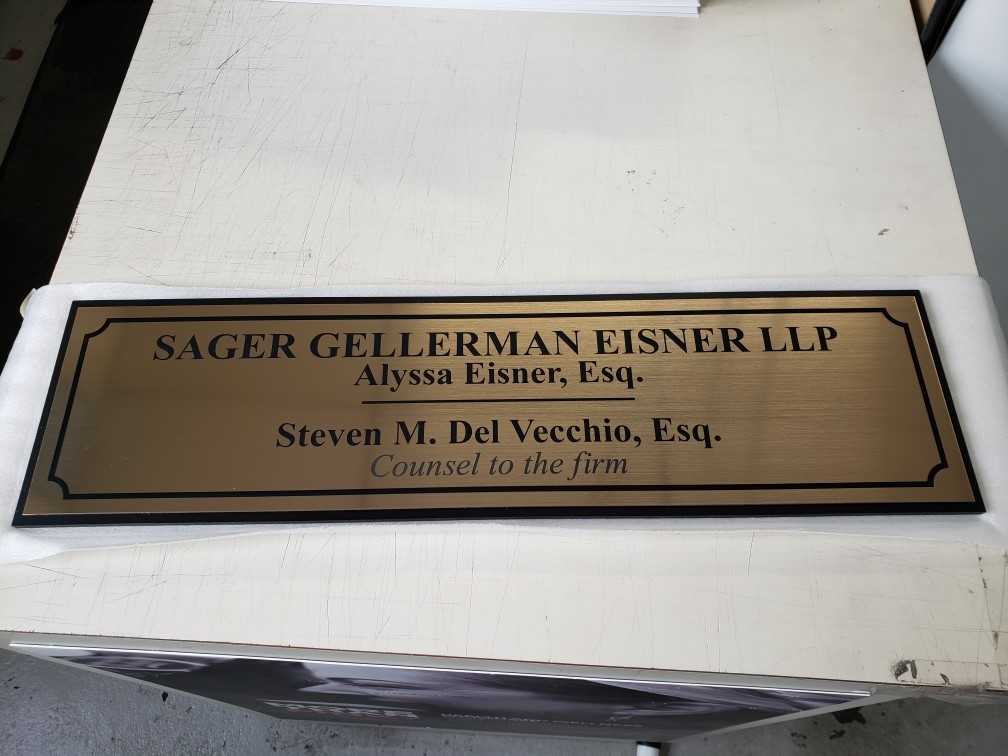 SAGER GELLERMAN EISNER LLP
Alyssa Eisner, Esq.
Steven M. Del Vecchio, Esq.
Counsel to the firm